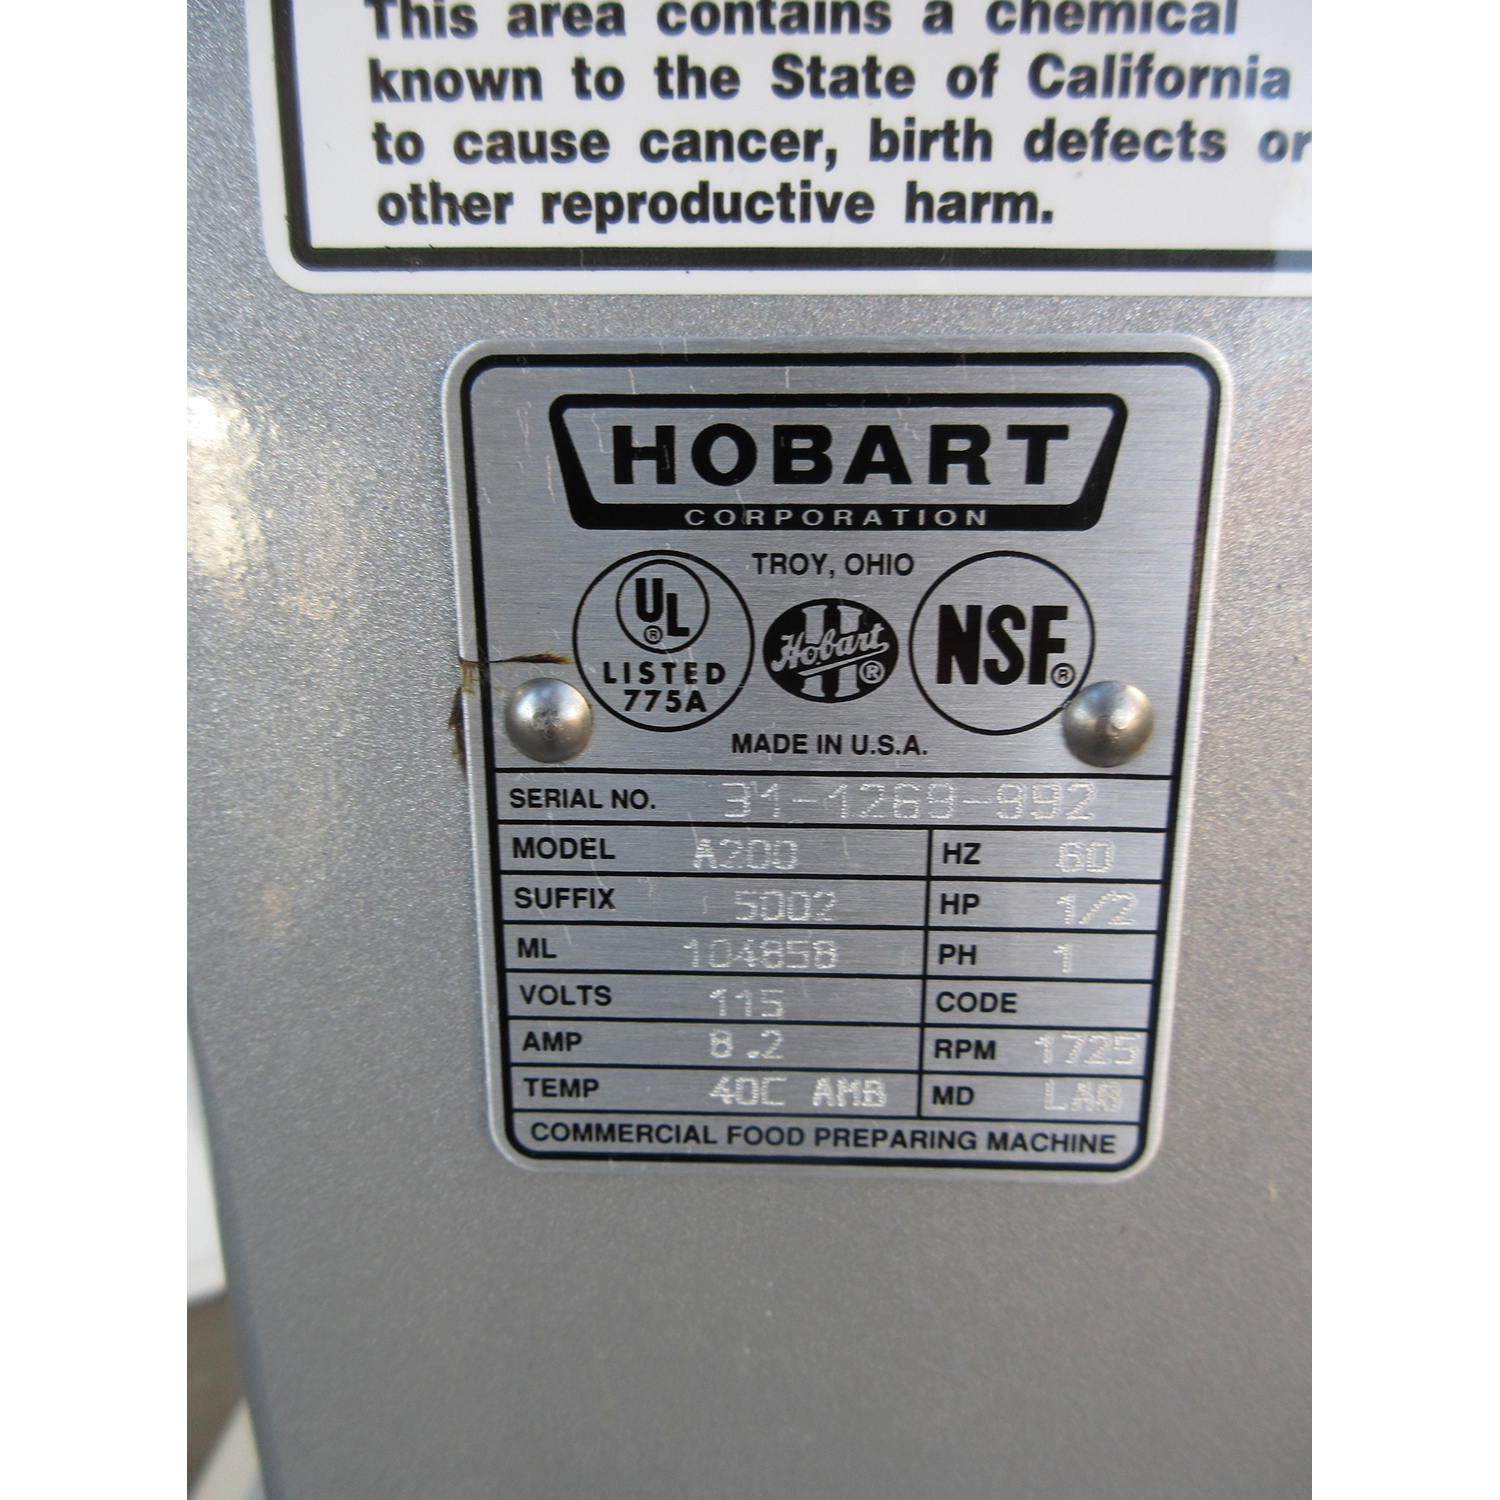 This area contains a chemical
known to the State of California
to cause cancer, birth defects or
other reproductive harm.
HOBART
CORPORATION
TROY, OHIO
UL ®
LISTED
775A
Hobart ®
NSF®
MADE IN U.S.A.
SERIAL NO. 31-1269-992
MODEL A200 HZ 60
SUFFIX 5002 HP 1/2
ML 104858 PH 1
VOLTS 115 CODE
AMP 8.2 RPM 1725
TEMP 40C AMB MD LAB
COMMERCIAL FOOD PREPARING MACHINE